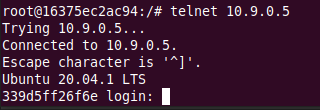 root@16375ec2ac94:/# telnet 10.9.0.5
Trying 10.9.0.5...
Connected to 10.9.0.5.
Escape character is '^]'.
Ubuntu 20.04.1 LTS
339d5ff26f6e login: